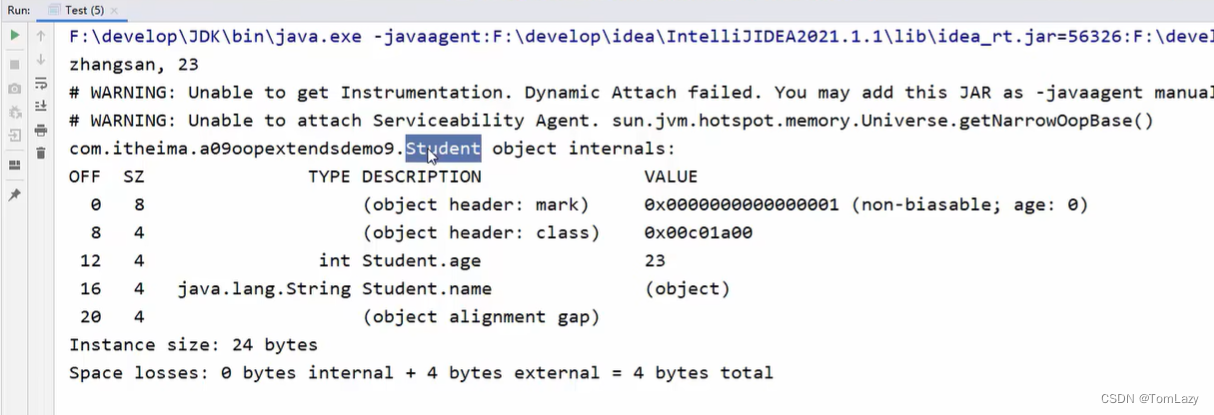 Run: Test (5) ×
F:\develop\JDK\bin\java.exe -javaagent:F:\develop\idea\IntelliJIDEA2021.1.1\lib\idea_rt.jar=56326:F:\devel
zhangsan, 23
# WARNING: Unable to get Instrumentation. Dynamic Attach failed. You may add this JAR as -javaagent manual
# WARNING: Unable to attach Serviceability Agent. sun.jvm.hotspot.memory.Universe.getNarrowOopBase()
com.itheima.a09oopextendsdemo9.Student object internals:
OFF SZ TYPE DESCRIPTION VALUE
0 8 (object header: mark) 0x0000000000000001 (non-biasable; age: 0)
8 4 (object header: class) 0x00c01a00
12 4 int Student.age 23
16 4 java.lang.String Student.name (object)
20 4 (object alignment gap)
Instance size: 24 bytes
Space losses: 0 bytes internal + 4 bytes external = 4 bytes total
CSDN @TomLazy